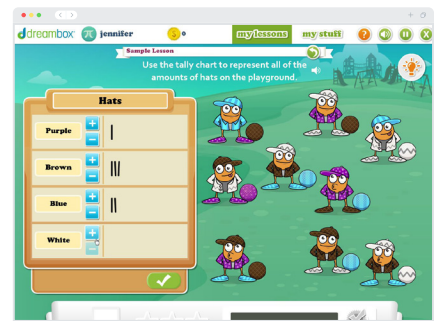 dreambox
jennifer
0
my lessons
my stuff
?
X
Sample Lesson
Use the tally chart to represent all of the
amounts of hats on the playground.
Hats
Purple
+
−
Brown
+
−
Blue
+
−
White
+
−